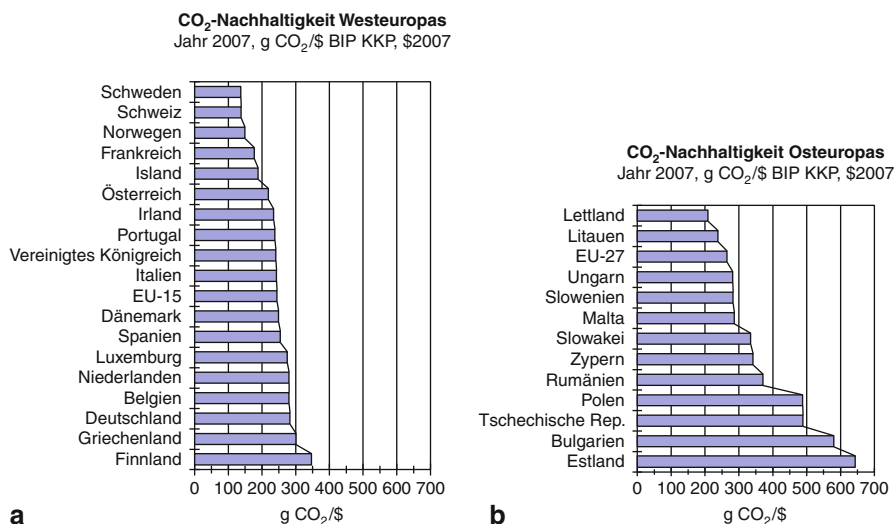 CO₂-Nachhaltigkeit Westeuropas
Jahr 2007, g CO₂/$ BIP KKP, $2007
Schweden
Schweiz
Norwegen
Frankreich
Island
Österreich
Irland
Portugal
Vereinigtes Königreich
Italien
EU-15
Dänemark
Spanien
Luxemburg
Niederlanden
Belgien
Deutschland
Griechenland
Finnland
0 100 200 300 400 500 600 700
g CO₂/$
a
CO₂-Nachhaltigkeit Osteuropas
Jahr 2007, g CO₂/$ BIP KKP, $2007
Lettland
Litauen
EU-27
Ungarn
Slowenien
Malta
Slowakei
Zypern
Rumänien
Polen
Tschechische Rep.
Bulgarien
Estland
0 100 200 300 400 500 600 700
g CO₂/$
b